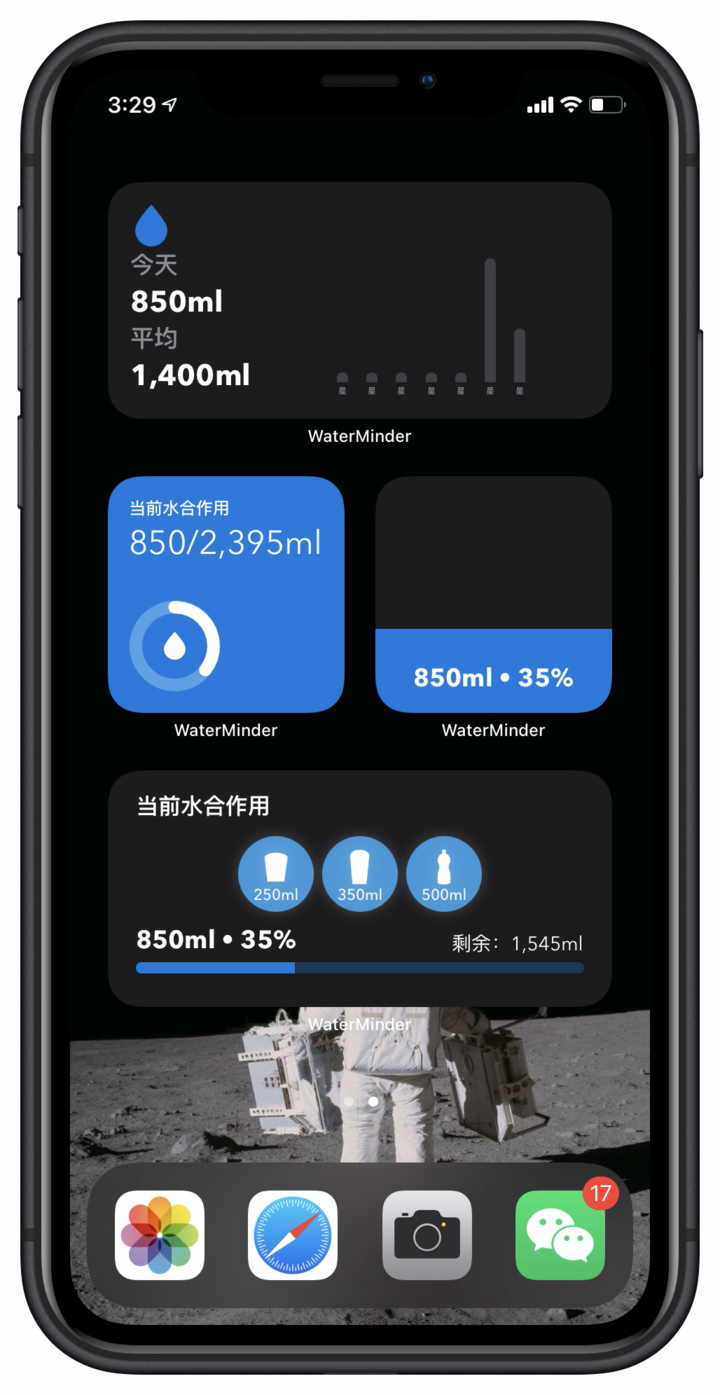 3:29
今天
850ml
平均
1,400ml
星 星 星 星 星 星 星
WaterMinder
当前水合作用
850/2,395ml
850ml • 35%
WaterMinder
WaterMinder
当前水合作用
250ml 350ml 500ml
850ml • 35%
剩余：1,545ml
WaterMinder
17